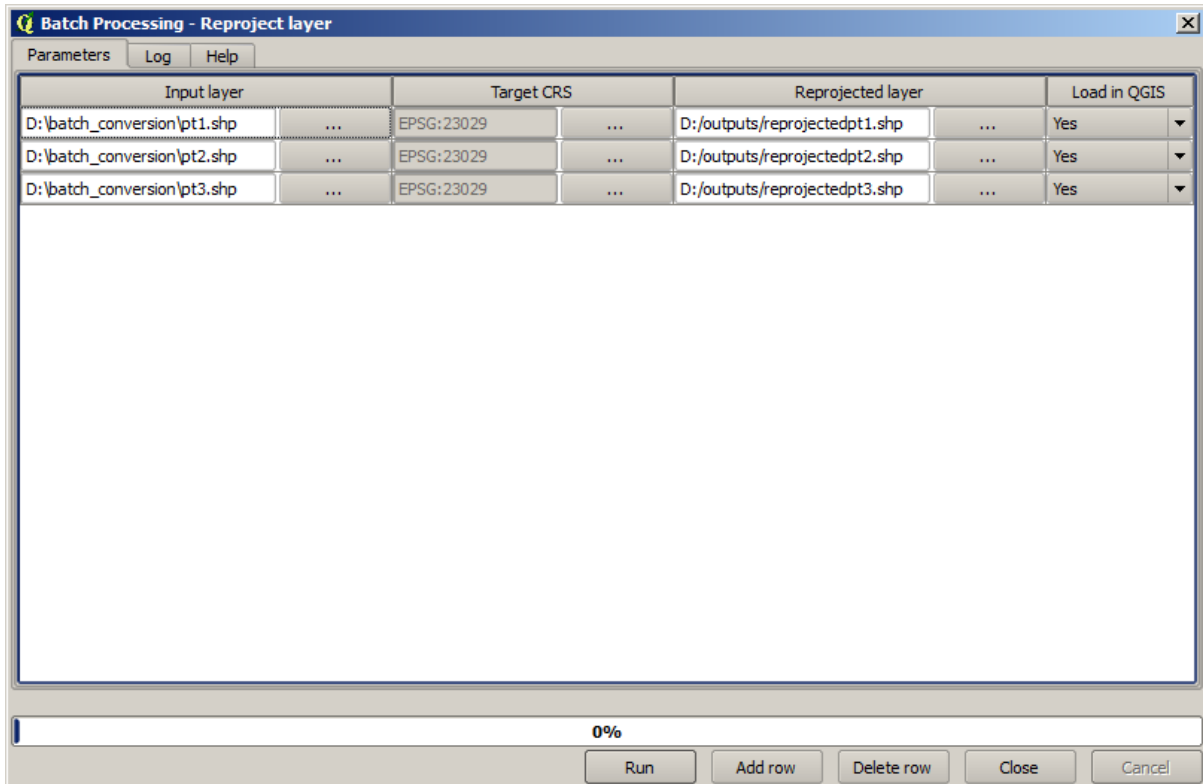 Batch Processing - Reproject layer
Parameters Log Help
Input layer Target CRS Reprojected layer Load in QGIS
D:\batch_conversion\pt1.shp ... EPSG:23029 ... D:/outputs/reprojectedpt1.shp ... Yes
D:\batch_conversion\pt2.shp ... EPSG:23029 ... D:/outputs/reprojectedpt2.shp ... Yes
D:\batch_conversion\pt3.shp ... EPSG:23029 ... D:/outputs/reprojectedpt3.shp ... Yes
0%
Run Add row Delete row Close Cancel